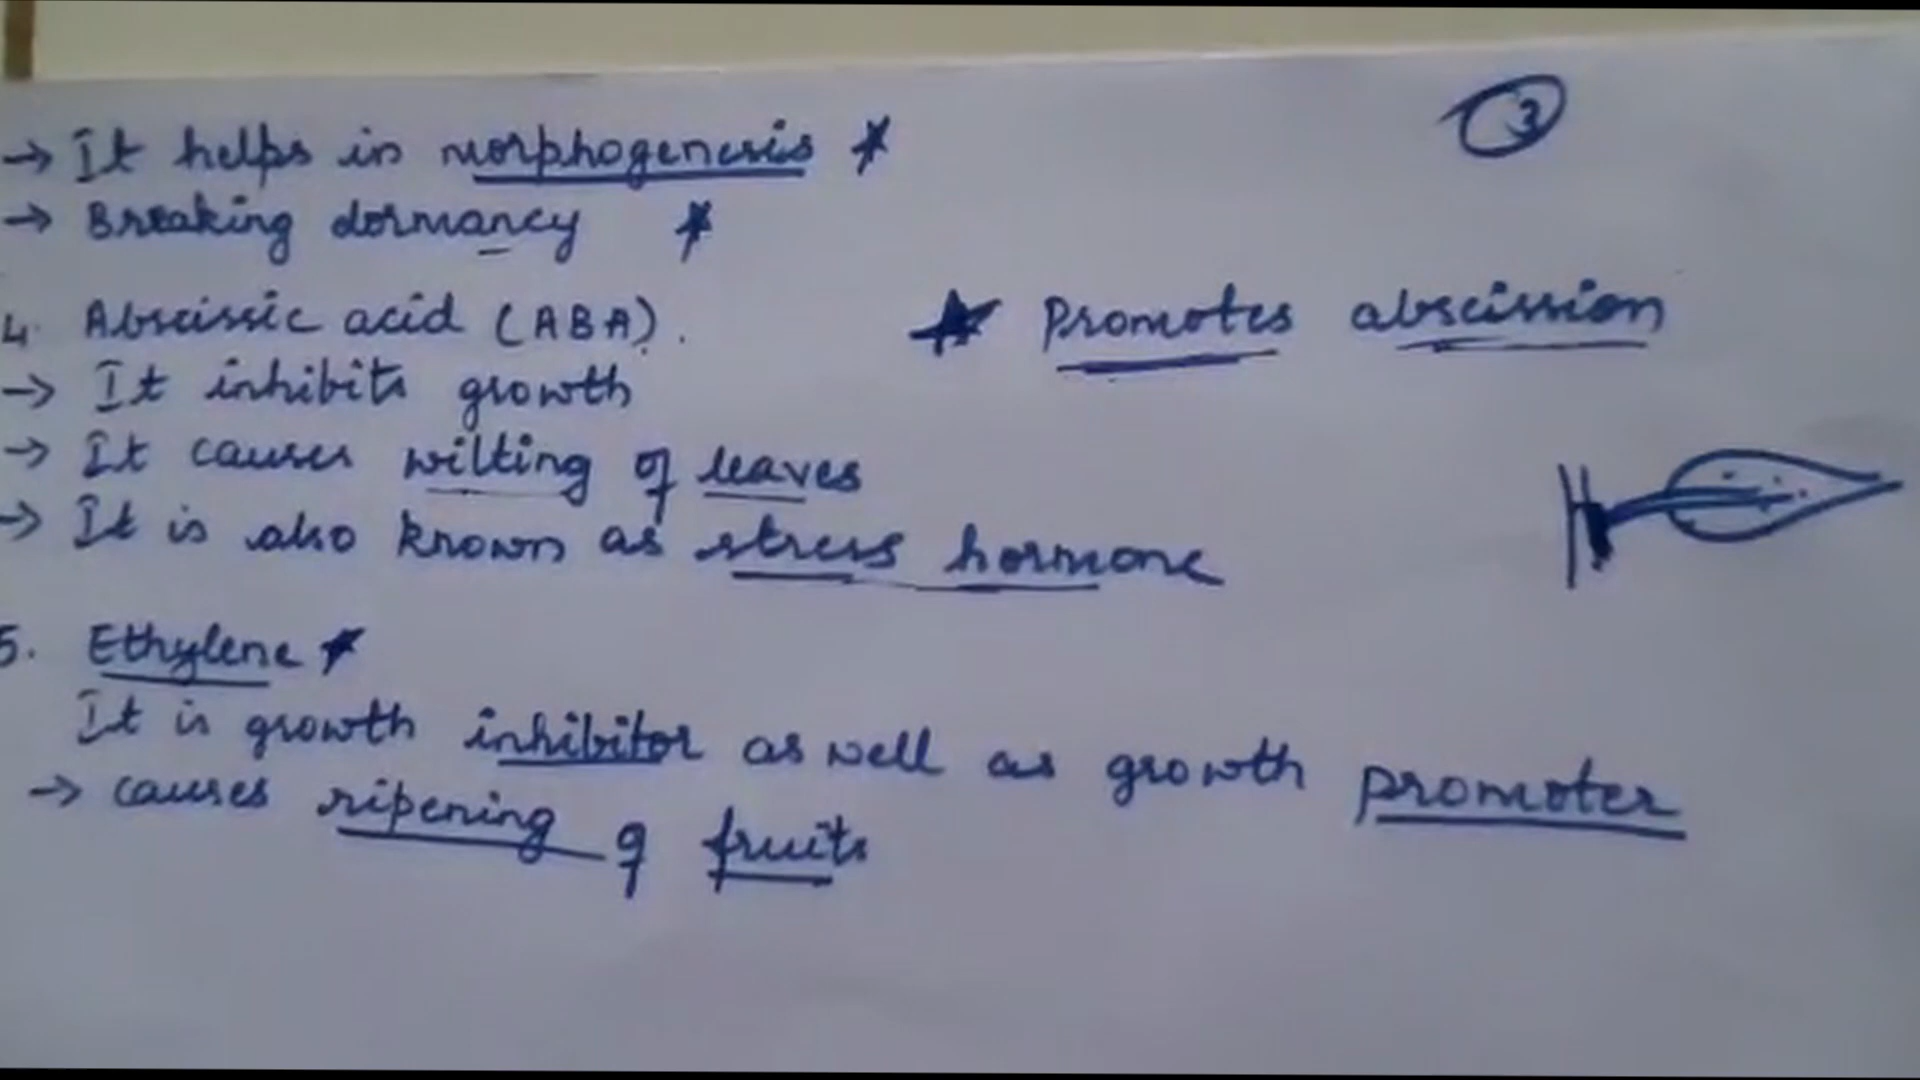 3
→ It helps in morphogenesis ★
→ Breaking dormancy ★
4. Abscissic acid (ABA).
★ Promotes abscission
→ It inhibits growth
→ It causes wilting of leaves
→ It is also known as stress hormone
5. Ethylene ★
It is growth inhibitor as well as growth promoter
→ causes ripening of fruits